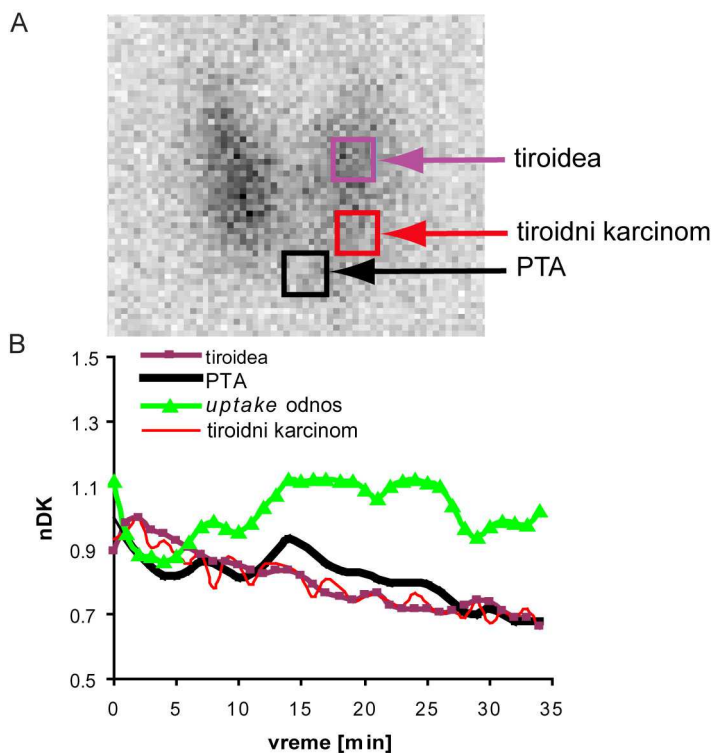 A
tiroidea
tiroidni karcinom
PTA
B
tiroidea
PTA
uptake odnos
tiroidni karcinom
1.5
1.3
1.1
0.9
0.7
0.5
nDK
0 5 10 15 20 25 30 35
vreme [min]